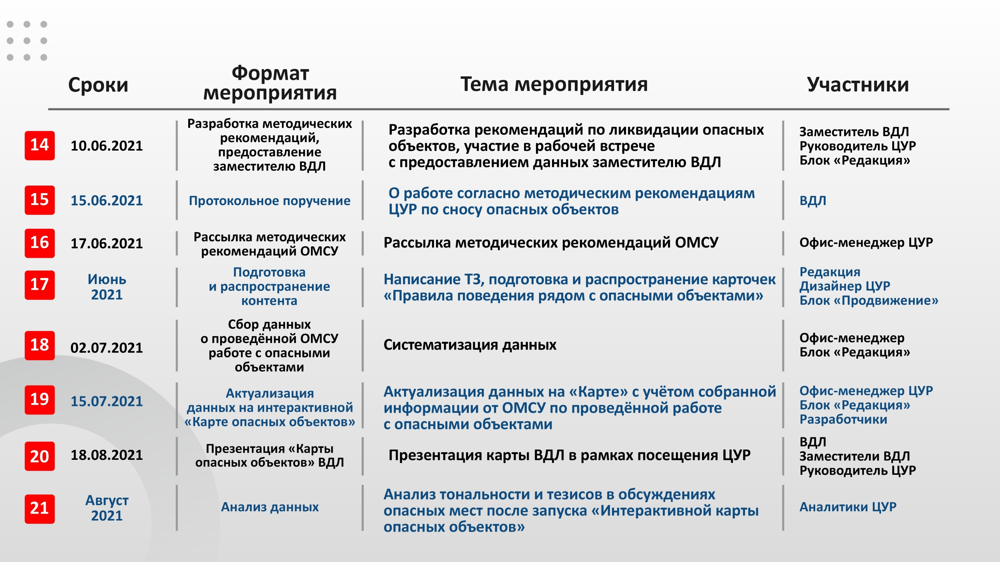 Сроки
Формат
мероприятия
Тема мероприятия
Участники
14
10.06.2021
Разработка методических
рекомендаций,
предоставление
заместителю ВДЛ
Разработка рекомендаций по ликвидации опасных
объектов, участие в рабочей встрече
с предоставлением данных заместителю ВДЛ
Заместитель ВДЛ
Руководитель ЦУР
Блок «Редакция»
15
15.06.2021
Протокольное поручение
О работе согласно методическим рекомендациям
ЦУР по сносу опасных объектов
ВДЛ
16
17.06.2021
Рассылка методических
рекомендаций ОМСУ
Рассылка методических рекомендаций ОМСУ
Офис-менеджер ЦУР
17
Июнь
2021
Подготовка
и распространение
контента
Написание ТЗ, подготовка и распространение карточек
«Правила поведения рядом с опасными объектами»
Редакция
Дизайнер ЦУР
Блок «Продвижение»
18
02.07.2021
Сбор данных
о проведённой ОМСУ
работе с опасными
объектами
Систематизация данных
Офис-менеджер
Блок «Редакция»
19
15.07.2021
Актуализация
данных на интерактивной
«Карте опасных объектов»
Актуализация данных на «Карте» с учётом собранной
информации от ОМСУ по проведённой работе
с опасными объектами
Офис-менеджер ЦУР
Блок «Редакция»
Разработчики
20
18.08.2021
Презентация «Карты
опасных объектов» ВДЛ
Презентация карты ВДЛ в рамках посещения ЦУР
ВДЛ
Заместители ВДЛ
Руководитель ЦУР
21
Август
2021
Анализ данных
Анализ тональности и тезисов в обсуждениях
опасных мест после запуска «Интерактивной карты
опасных объектов»
Аналитики ЦУР